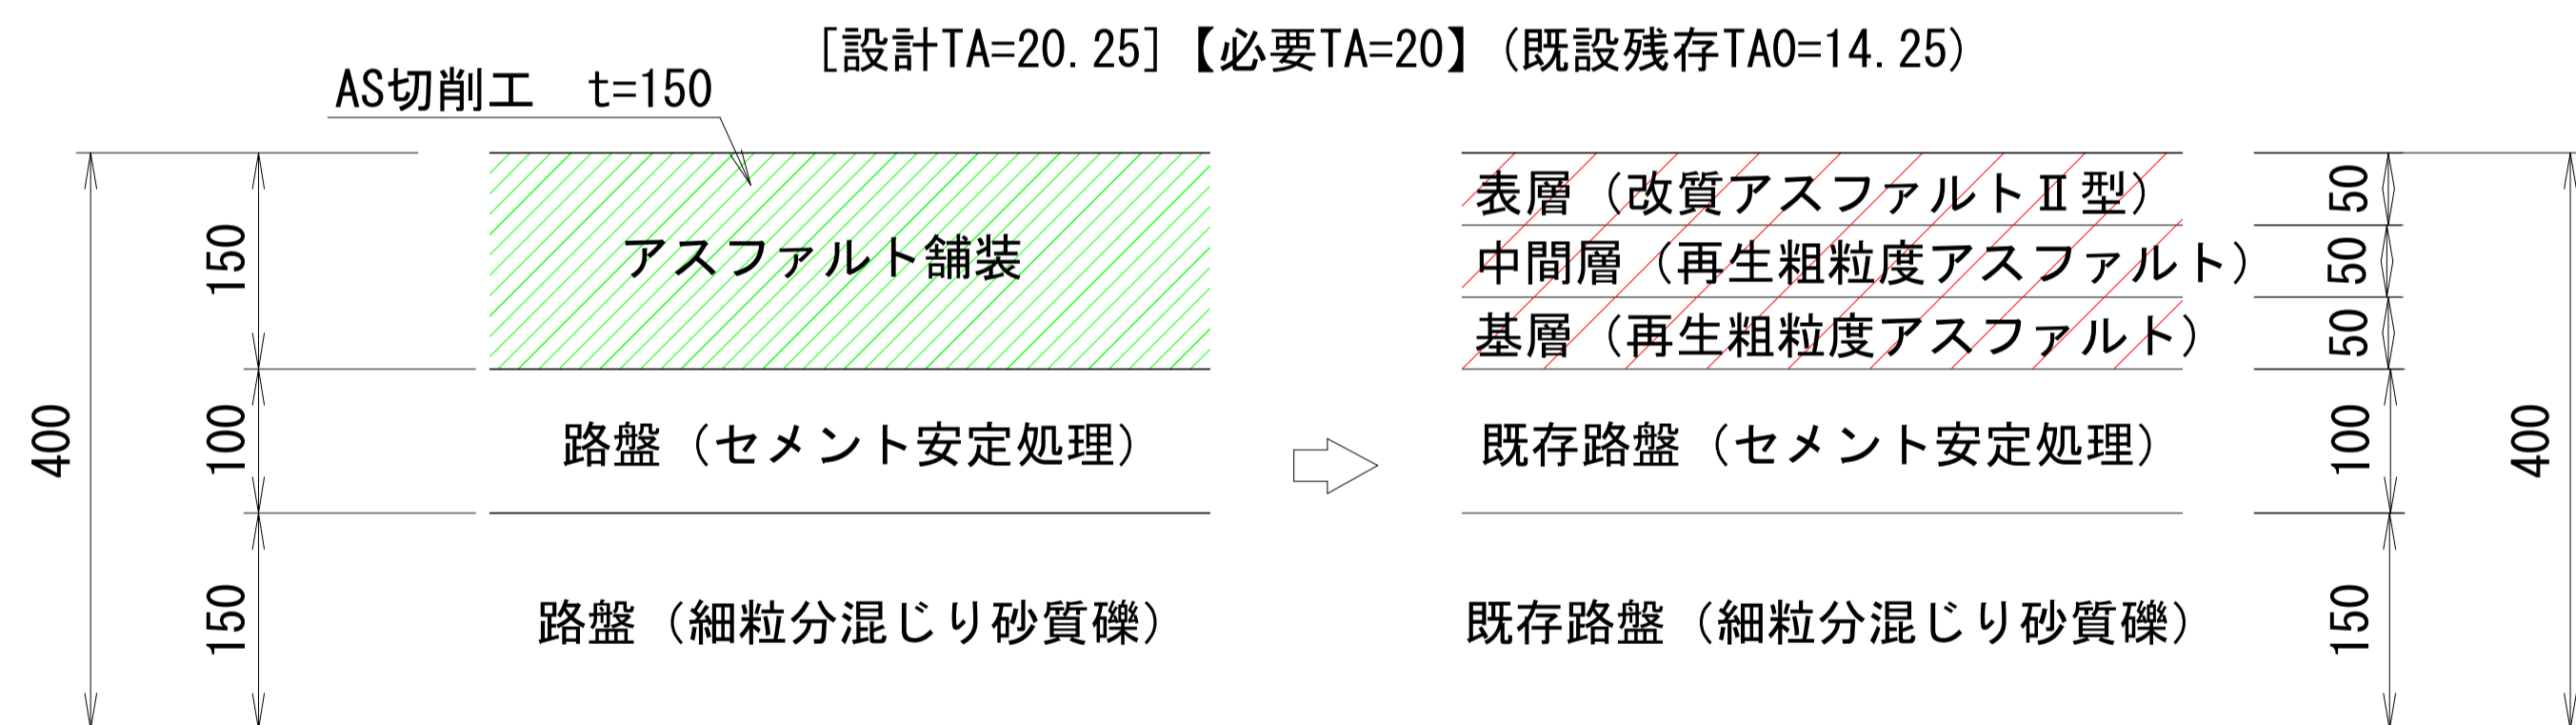 [設計TA=20.25]【必要TA=20】(既設残存TA0=14.25)
AS切削工　t=150
アスファルト舗装
路盤（セメント安定処理）
路盤（細粒分混じり砂質礫）
400
150
100
150
表層（改質アスファルトⅡ型）
中間層（再生粗粒度アスファルト）
基層（再生粗粒度アスファルト）
既存路盤（セメント安定処理）
既存路盤（細粒分混じり砂質礫）
50
50
50
100
150
400